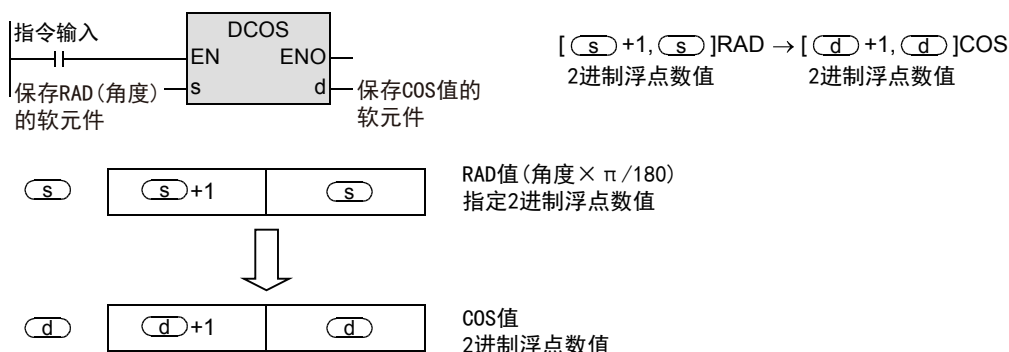 指令输入
DCOS
EN ENO
s d
保存RAD(角度)
的软元件
保存COS值的
软元件
[ s +1, s ]RAD → [ d +1, d ]COS
2进制浮点数值 2进制浮点数值
s s +1 s
RAD值(角度×π/180)
指定2进制浮点数值
d d +1 d
COS值
2进制浮点数值